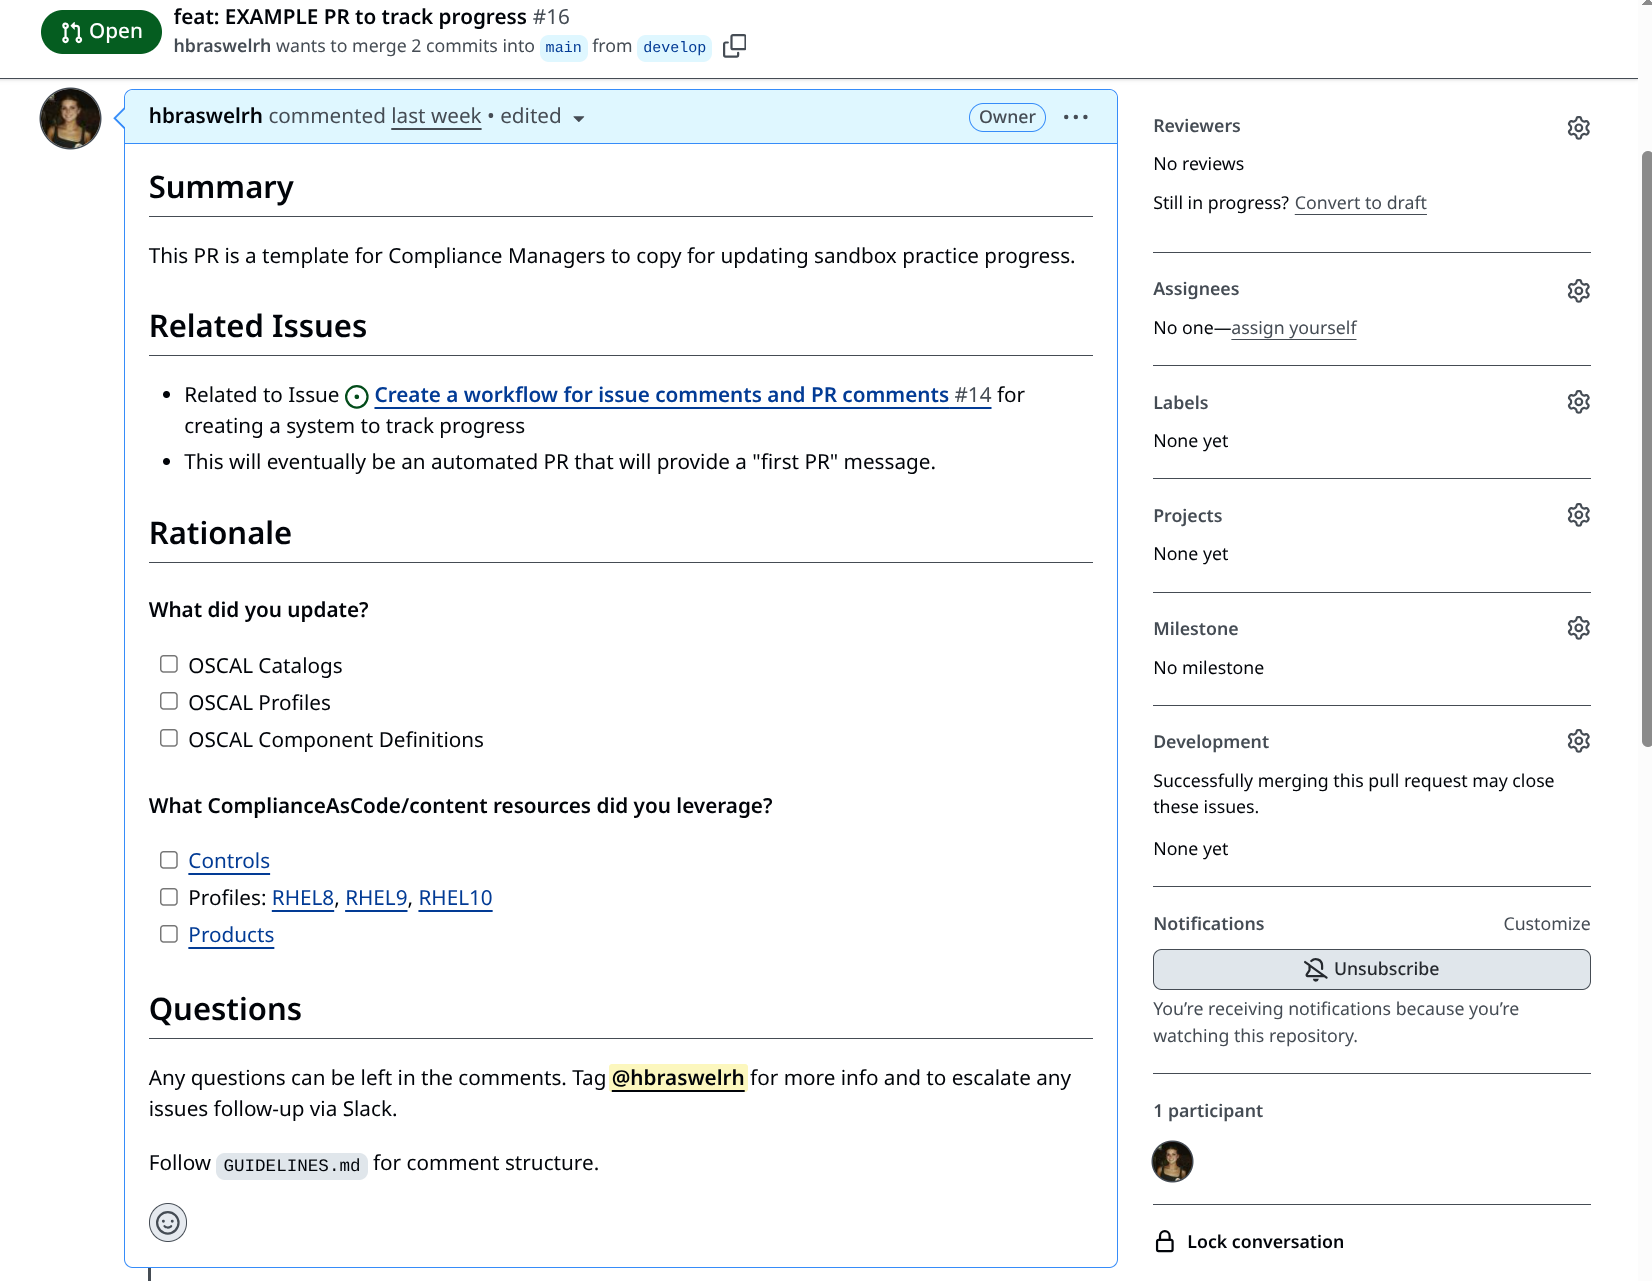 Open
feat: EXAMPLE PR to track progress #16
hbraswelrh wants to merge 2 commits into main from develop
hbraswelrh commented last week • edited
Owner
Summary
This PR is a template for Compliance Managers to copy for updating sandbox practice progress.
Related Issues
• Related to Issue Create a workflow for issue comments and PR comments #14 for
creating a system to track progress
• This will eventually be an automated PR that will provide a "first PR" message.
Rationale
What did you update?
OSCAL Catalogs
OSCAL Profiles
OSCAL Component Definitions
What ComplianceAsCode/content resources did you leverage?
Controls
Profiles: RHEL8, RHEL9, RHEL10
Products
Questions
Any questions can be left in the comments. Tag @hbraswelrh for more info and to escalate any
issues follow-up via Slack.
Follow GUIDELINES.md for comment structure.
Reviewers
No reviews
Still in progress? Convert to draft
Assignees
No one—assign yourself
Labels
None yet
Projects
None yet
Milestone
No milestone
Development
Successfully merging this pull request may close
these issues.
None yet
Notifications Customize
Unsubscribe
You’re receiving notifications because you’re
watching this repository.
1 participant
Lock conversation